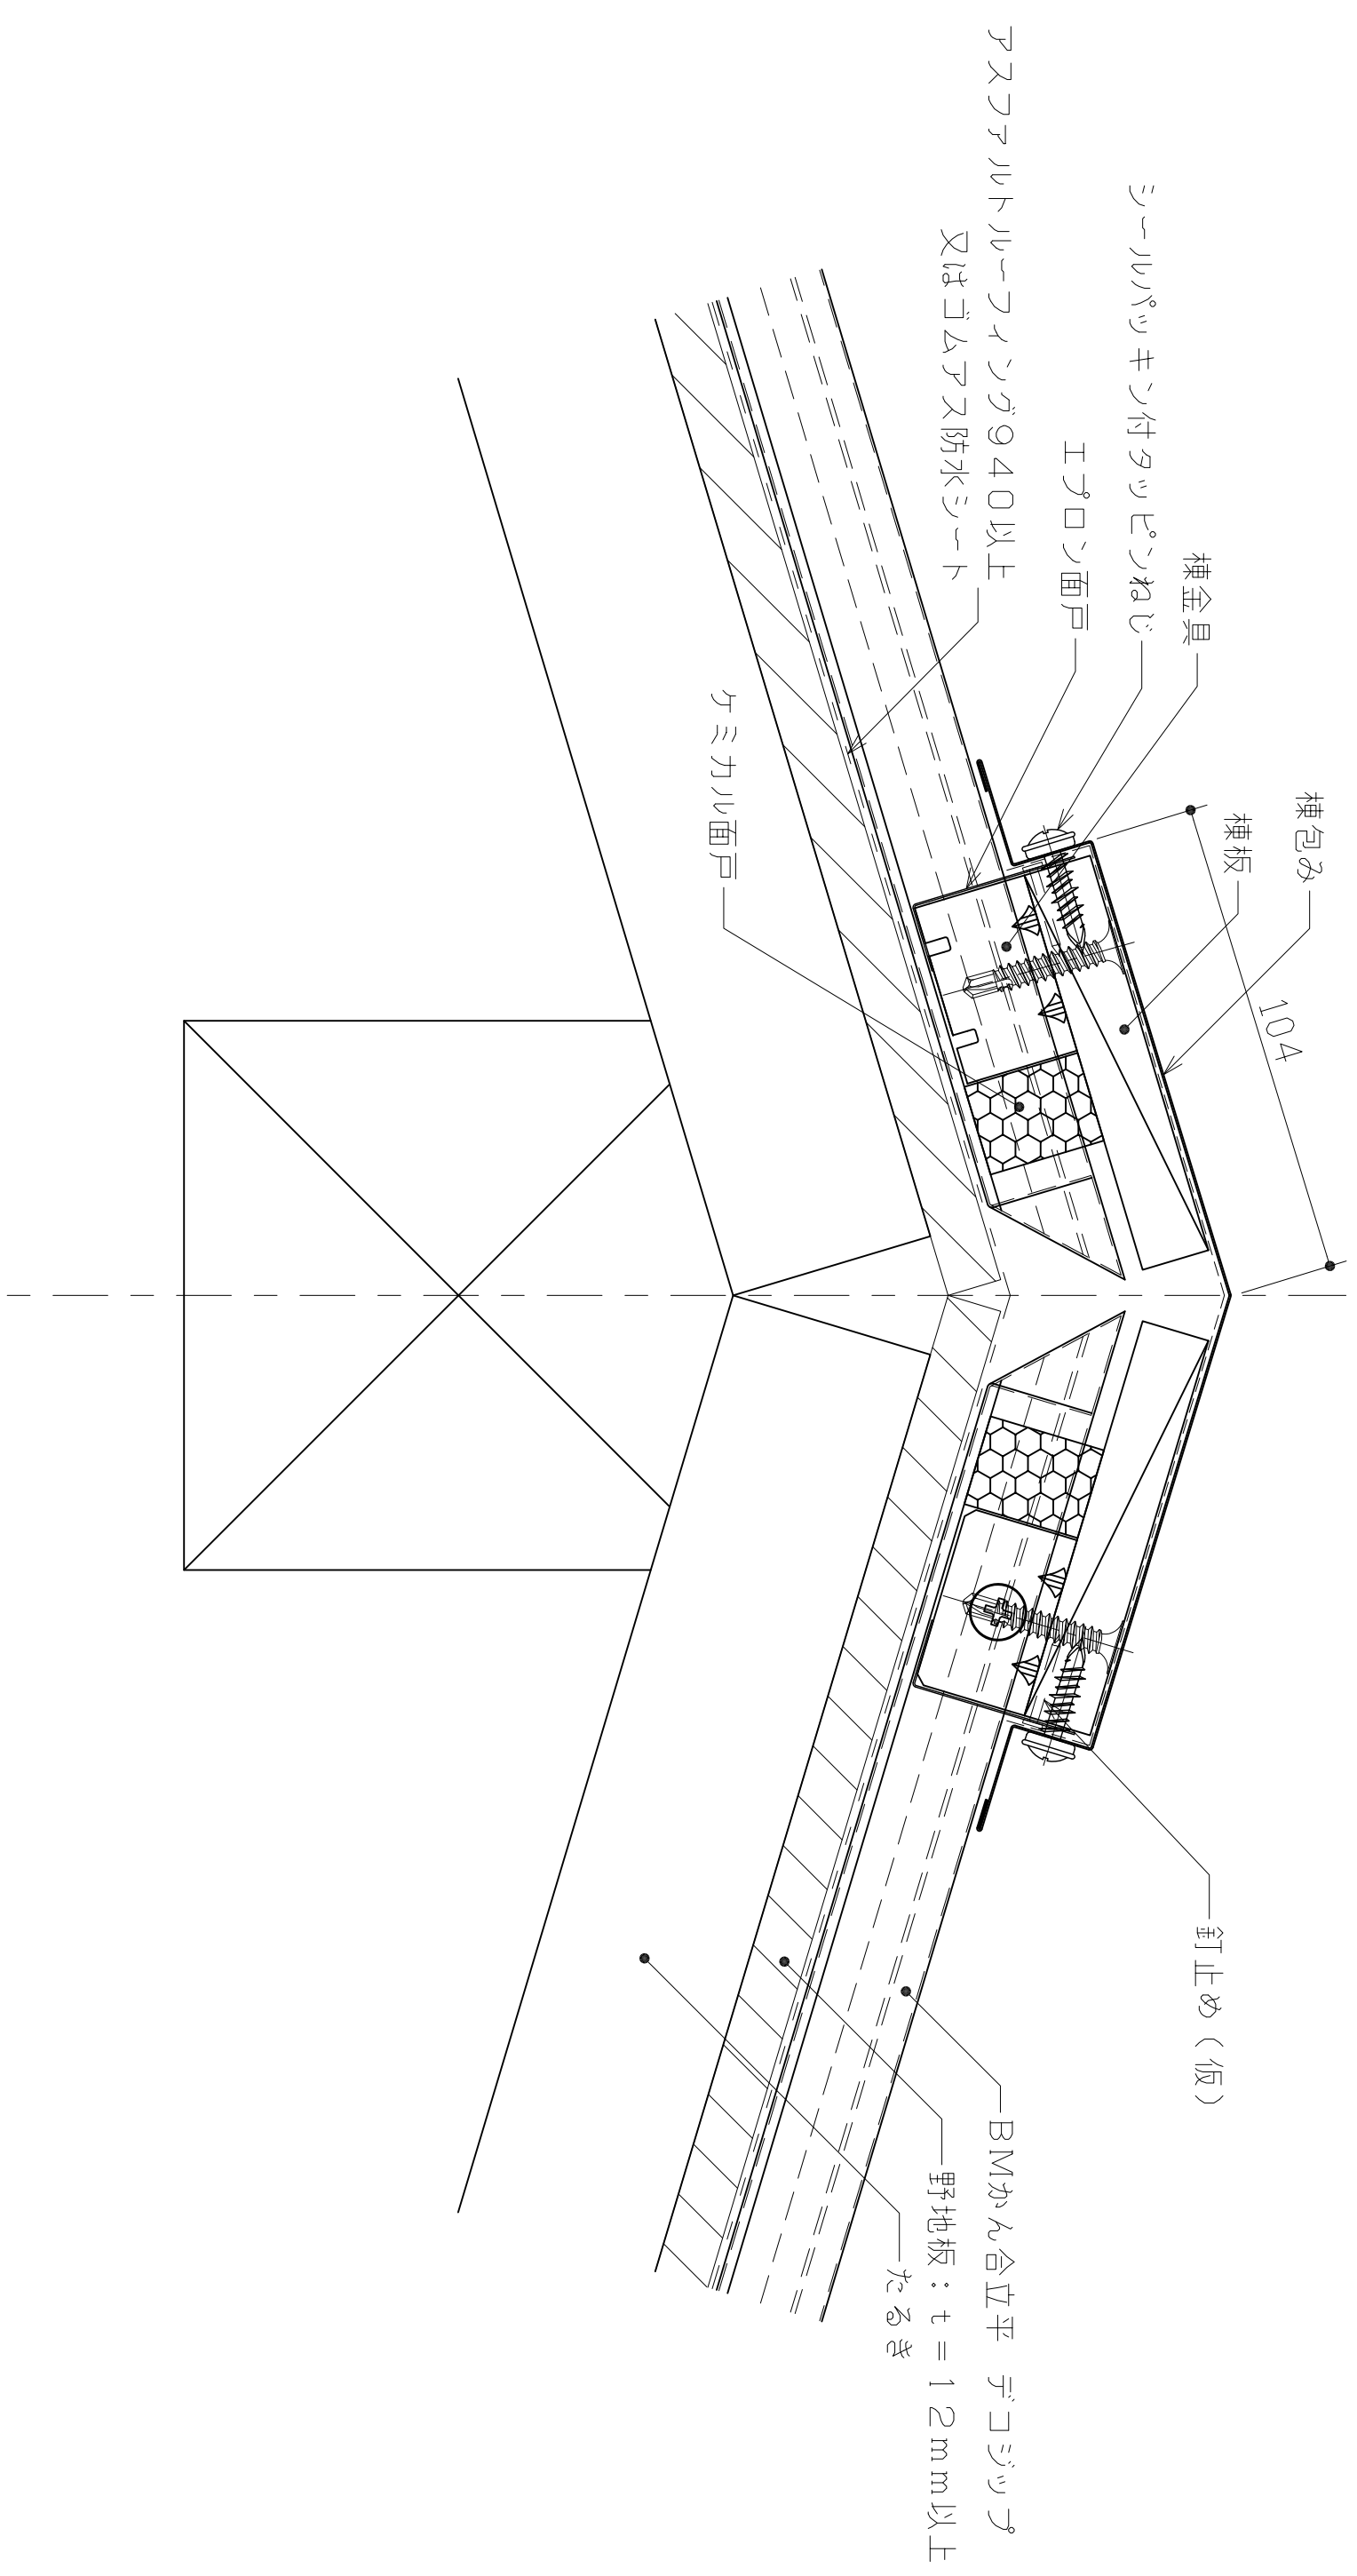 棟包み
棟板
104
棟金具
シールパッキン付タッピンねじ
エプロン面戸
アスファルトルーフィング940以上
又はゴムアス防水シート
ケミカル面戸
釘止め（仮）
BMかん合立平　デコジップ
野地板：t＝12mm以上
たるき